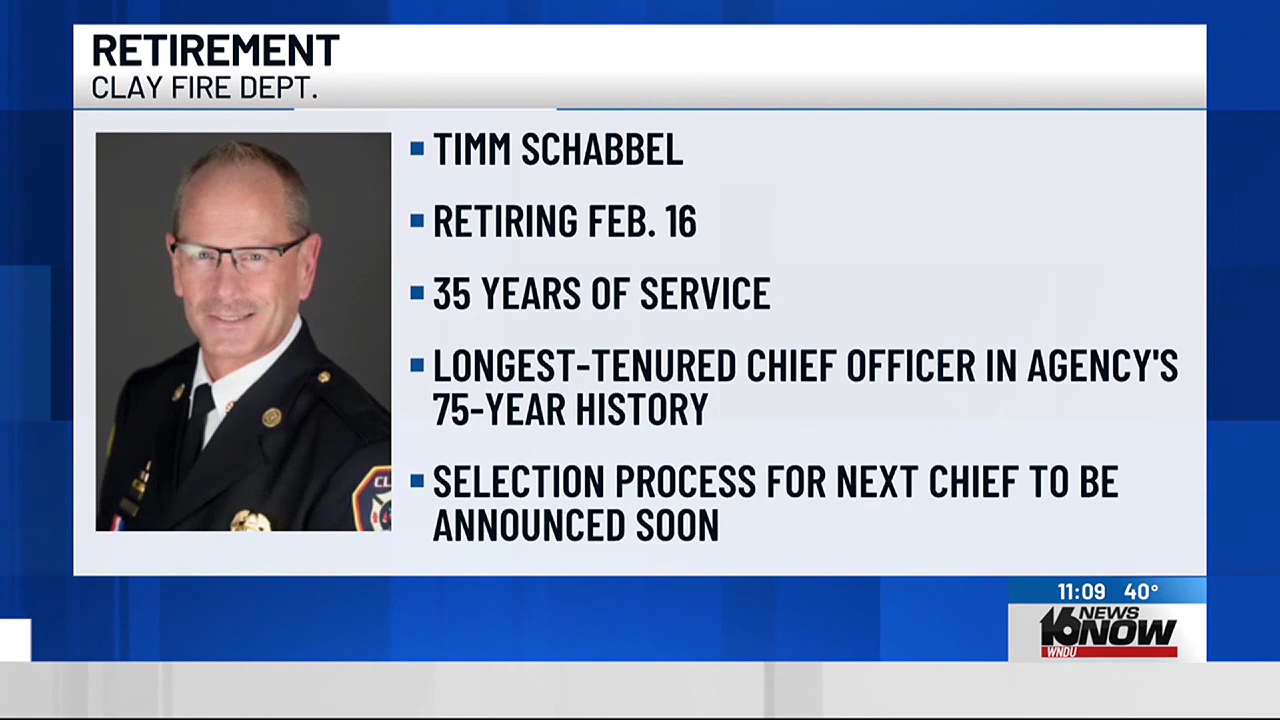 RETIREMENT
CLAY FIRE DEPT.
TIMM SCHABBEL
RETIRING FEB. 16
35 YEARS OF SERVICE
LONGEST-TENURED CHIEF OFFICER IN AGENCY'S
75-YEAR HISTORY
SELECTION PROCESS FOR NEXT CHIEF TO BE
ANNOUNCED SOON
CL
11:09 40°
16 NEWS
NOW
WNDU